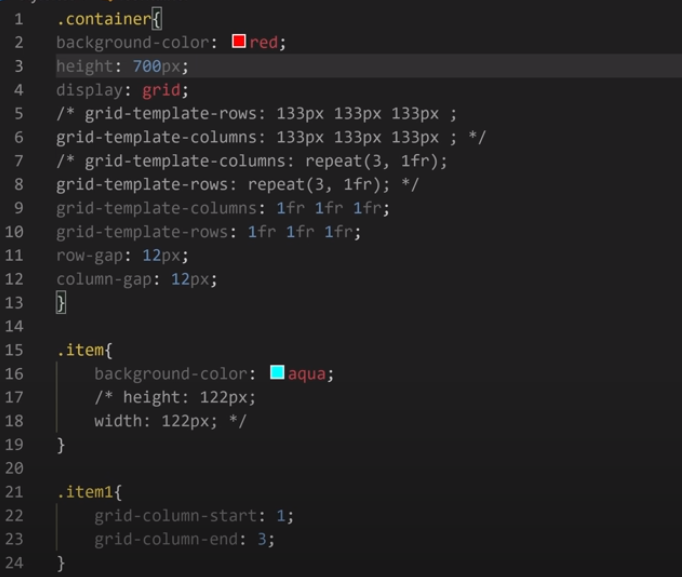 1 .container{
2 background-color: red;
3 height: 700px;
4 display: grid;
5 /* grid-template-rows: 133px 133px 133px ;
6 grid-template-columns: 133px 133px 133px ; */
7 /* grid-template-columns: repeat(3, 1fr);
8 grid-template-rows: repeat(3, 1fr); */
9 grid-template-columns: 1fr 1fr 1fr;
10 grid-template-rows: 1fr 1fr 1fr;
11 row-gap: 12px;
12 column-gap: 12px;
13 }
14
15 .item{
16 background-color: aqua;
17 /* height: 122px;
18 width: 122px; */
19 }
20
21 .item1{
22 grid-column-start: 1;
23 grid-column-end: 3;
24 }